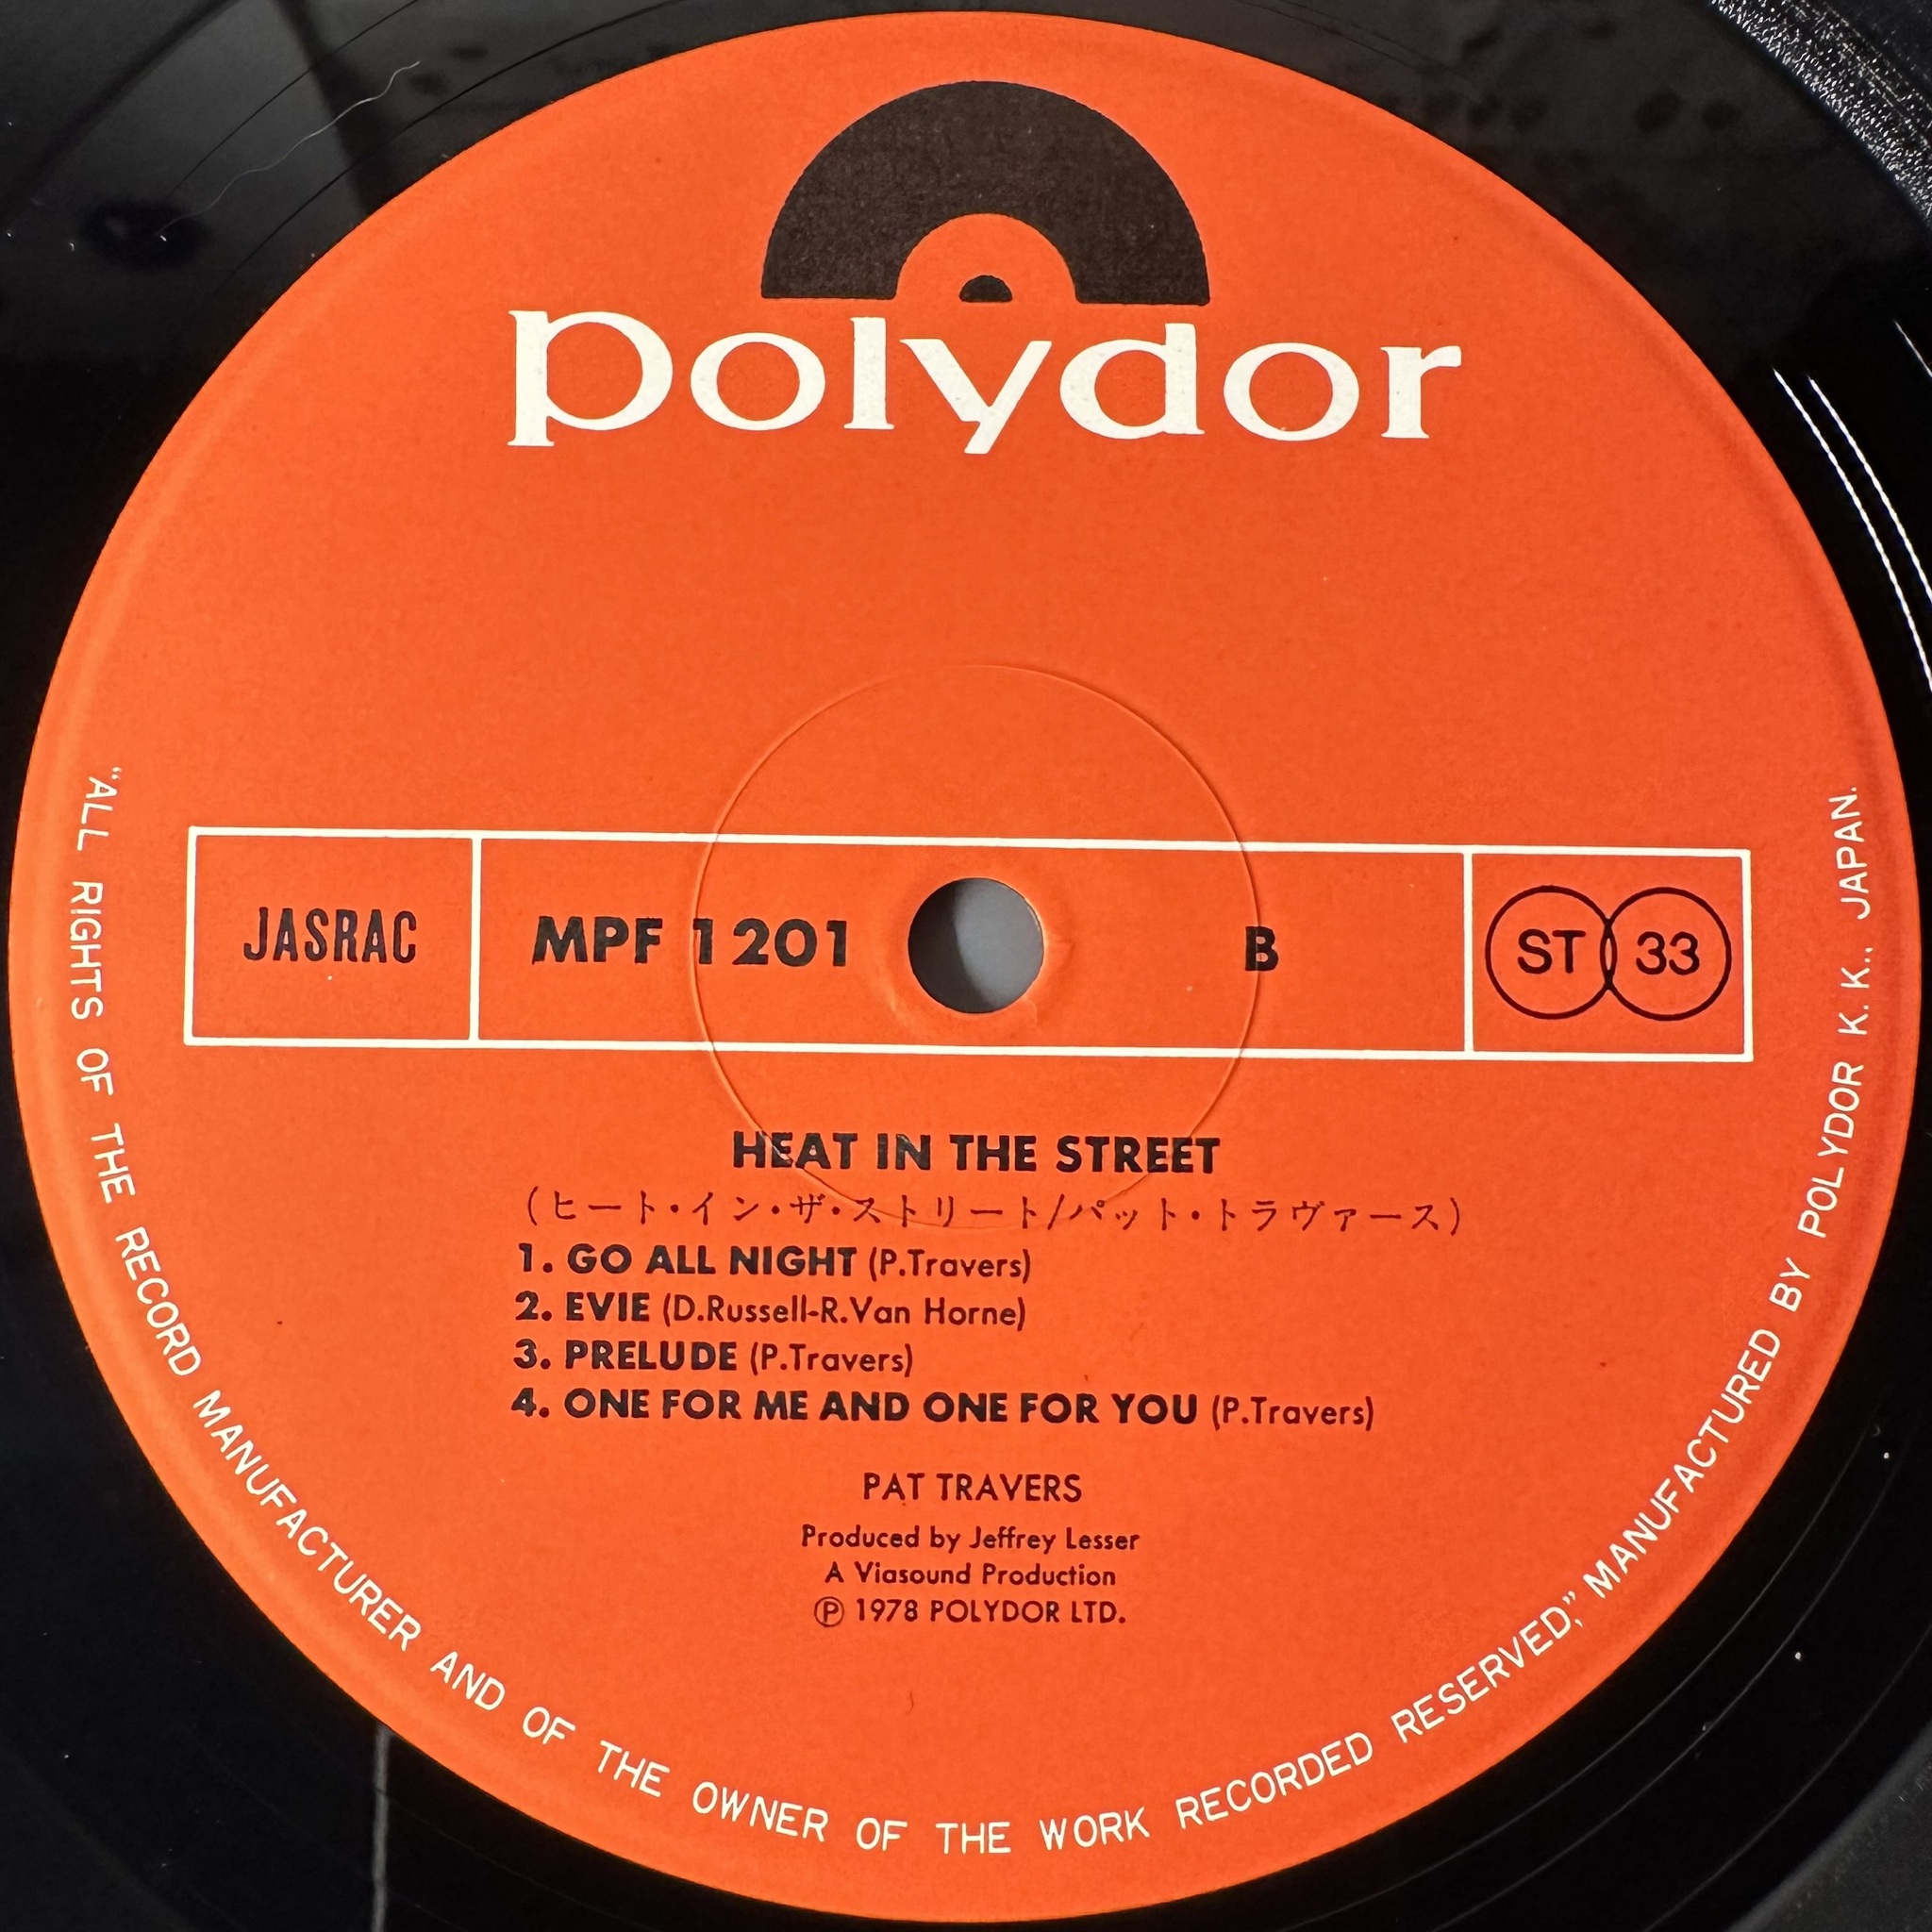 polydor
JASRAC
MPF 1201
B
ST 33
HEAT IN THE STREET
(ヒート・イン・ザ・ストリート/パット・トラヴァース)
1. GO ALL NIGHT (P.Travers)
2. EVIE (D.Russell-R.Van Horne)
3. PRELUDE (P.Travers)
4. ONE FOR ME AND ONE FOR YOU (P.Travers)
PAT TRAVERS
Produced by Jeffrey Lesser
A Viasound Production
Ⓟ 1978 POLYDOR LTD.
"ALL RIGHTS OF THE RECORD MANUFACTURER AND OF THE OWNER OF THE WORK RECORDED RESERVED," MANUFACTURED BY POLYDOR K.K., JAPAN.